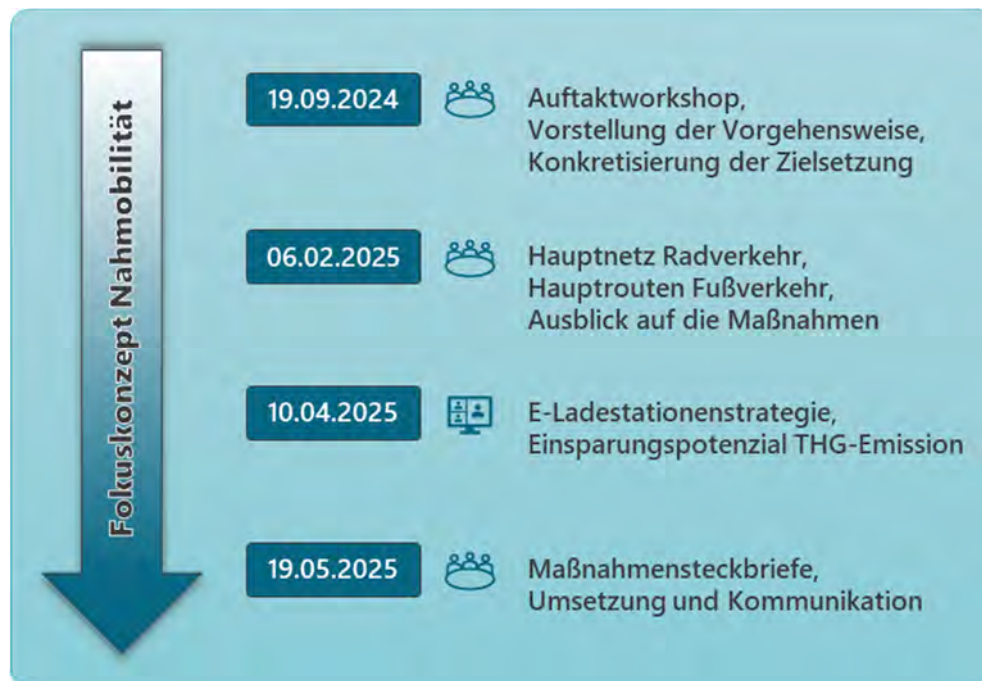 Fokuskonzept Nahmobilität
19.09.2024
Auftaktworkshop,
Vorstellung der Vorgehensweise,
Konkretisierung der Zielsetzung
06.02.2025
Hauptnetz Radverkehr,
Hauptrouten Fußverkehr,
Ausblick auf die Maßnahmen
10.04.2025
E-Ladestationenstrategie,
Einsparungspotenzial THG-Emission
19.05.2025
Maßnahmensteckbriefe,
Umsetzung und Kommunikation